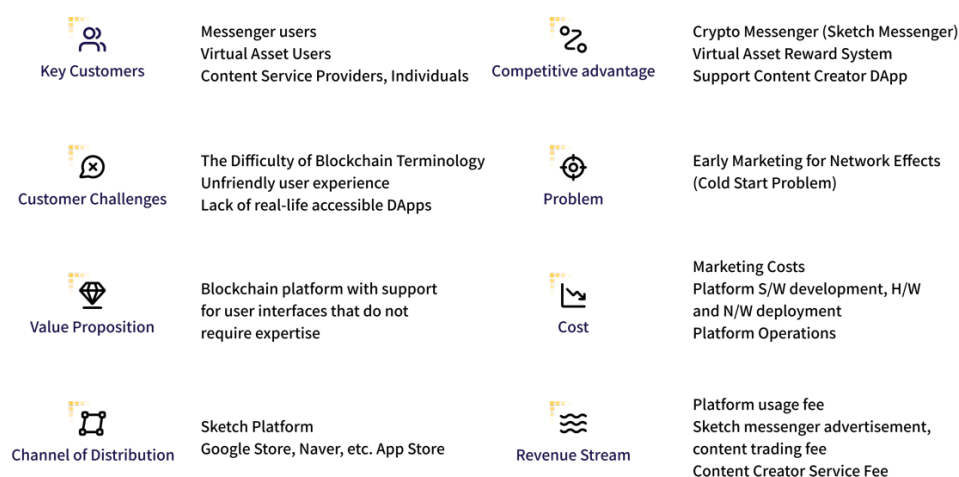 Key Customers
Messenger users
Virtual Asset Users
Content Service Providers, Individuals
Competitive advantage
Crypto Messenger (Sketch Messenger)
Virtual Asset Reward System
Support Content Creator DApp
Customer Challenges
The Difficulty of Blockchain Terminology
Unfriendly user experience
Lack of real-life accessible DApps
Problem
Early Marketing for Network Effects
(Cold Start Problem)
Value Proposition
Blockchain platform with support
for user interfaces that do not
require expertise
Cost
Marketing Costs
Platform S/W development, H/W
and N/W deployment
Platform Operations
Channel of Distribution
Sketch Platform
Google Store, Naver, etc. App Store
Revenue Stream
Platform usage fee
Sketch messenger advertisement,
content trading fee
Content Creator Service Fee